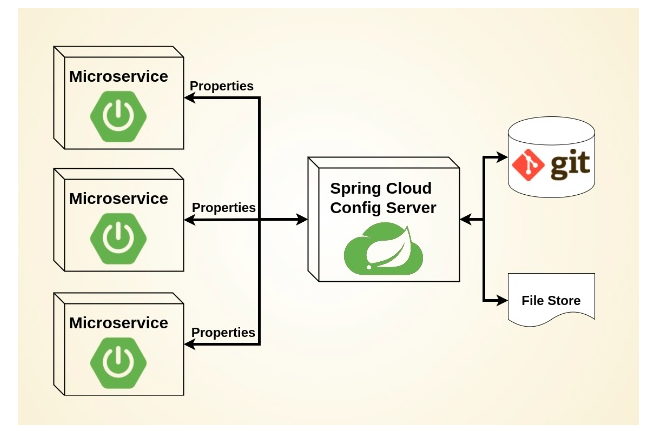 Microservice
Properties
Microservice
Properties
Microservice
Properties
Spring Cloud
Config Server
git
File Store